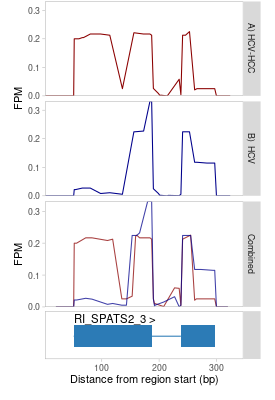 0.3
0.2
0.1
0.0
FPM
A) HCV-HCC
0.3
0.2
0.1
0.0
FPM
B) HCV
0.3
0.2
0.1
0.0
FPM
Combined
RI_SPATS2_3 >
100
200
300
Distance from region start (bp)